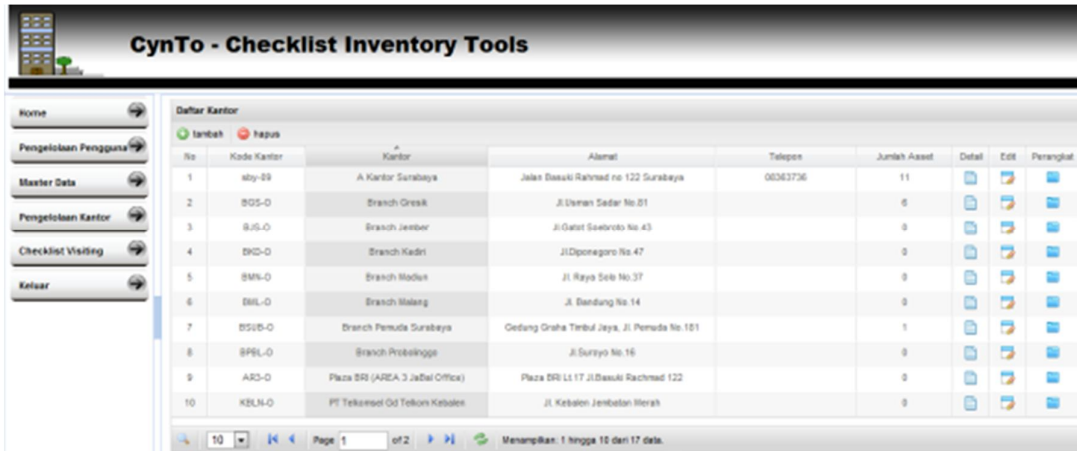 CynTo - Checklist Inventory Tools
Home
Pengelolaan Pengguna
Master Data
Pengelolaan Kantor
Checklist Visiting
Keluar
Daftar Kantor
tambah hapus
No Kode Kantor Kantor Alamat Telepon Jumlah Asset Detail Edit Perangkat
1 sby-89 A Kantor Surabaya Jalan Basuki Rahmad no 122 Surabaya 08363736 11
2 BGS-O Branch Gresik Jl.Usman Sadar No.81 6
3 BJS-O Branch Jember Jl.Gatot Soebroto No.43 0
4 BKD-O Branch Kediri Jl.Diponegoro No.47 0
5 BMN-O Branch Madiun Jl. Raya Solo No.37 0
6 BML-O Branch Malang Jl. Bandung No.14 0
7 BSUB-O Branch Pemuda Surabaya Gedung Graha Timbul Jaya, Jl. Pemuda No.181 1
8 BPBL-O Branch Probolinggo Jl.Suroyo No.16 0
9 AR3-O Plaza BRI (AREA 3 JaBal Office) Plaza BRI Lt.17 Jl.Basuki Rachmad 122 0
10 KBLN-O PT Telkomsel Gd Telkom Kebalen Jl. Kebalen Jembatan Merah 0
10 Page 1 of 2 Menampilkan: 1 hingga 10 dari 17 data.